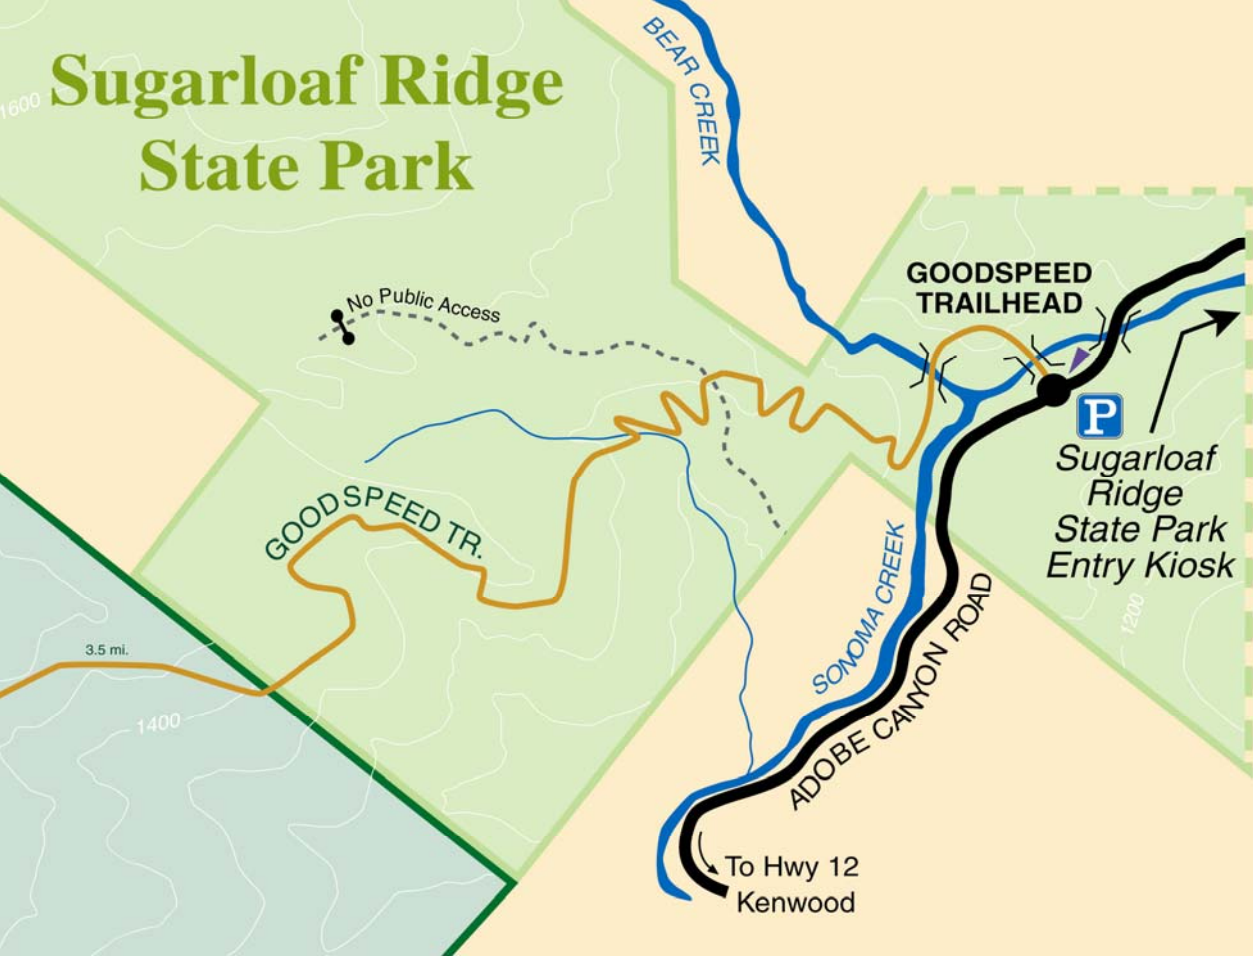 Sugarloaf Ridge
State Park
1600
BEAR CREEK
No Public Access
GOODSPEED
TRAILHEAD
P
Sugarloaf
Ridge
State Park
Entry Kiosk
GOODSPEED TR.
SONOMA CREEK
ADOBE CANYON ROAD
1200
3.5 mi.
1400
To Hwy 12
Kenwood